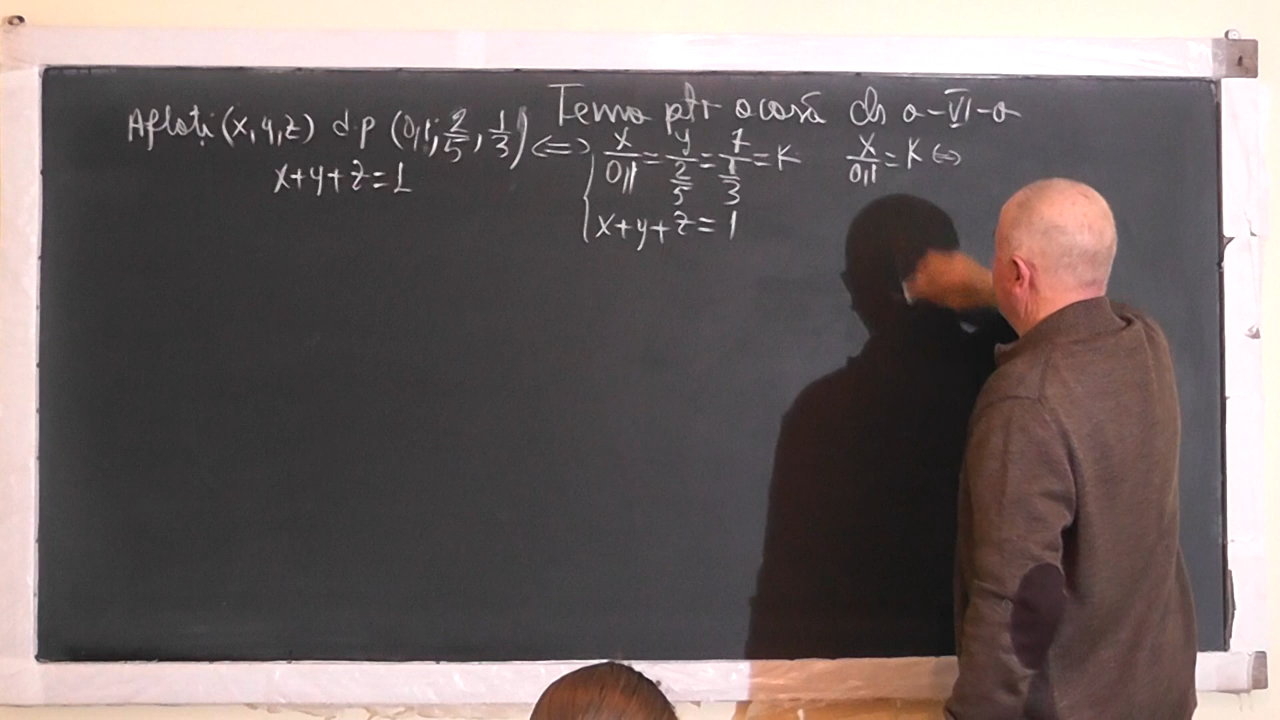 Temă ptr acasă cls a-VI-a
Aflați (x,y,z) d.p (0,1; 2/5, 1/3) <=> { x/0,1 = y/(2/5) = z/(1/3) = K x/0,1 = K <=>
x+y+z=1
x+y+z=1